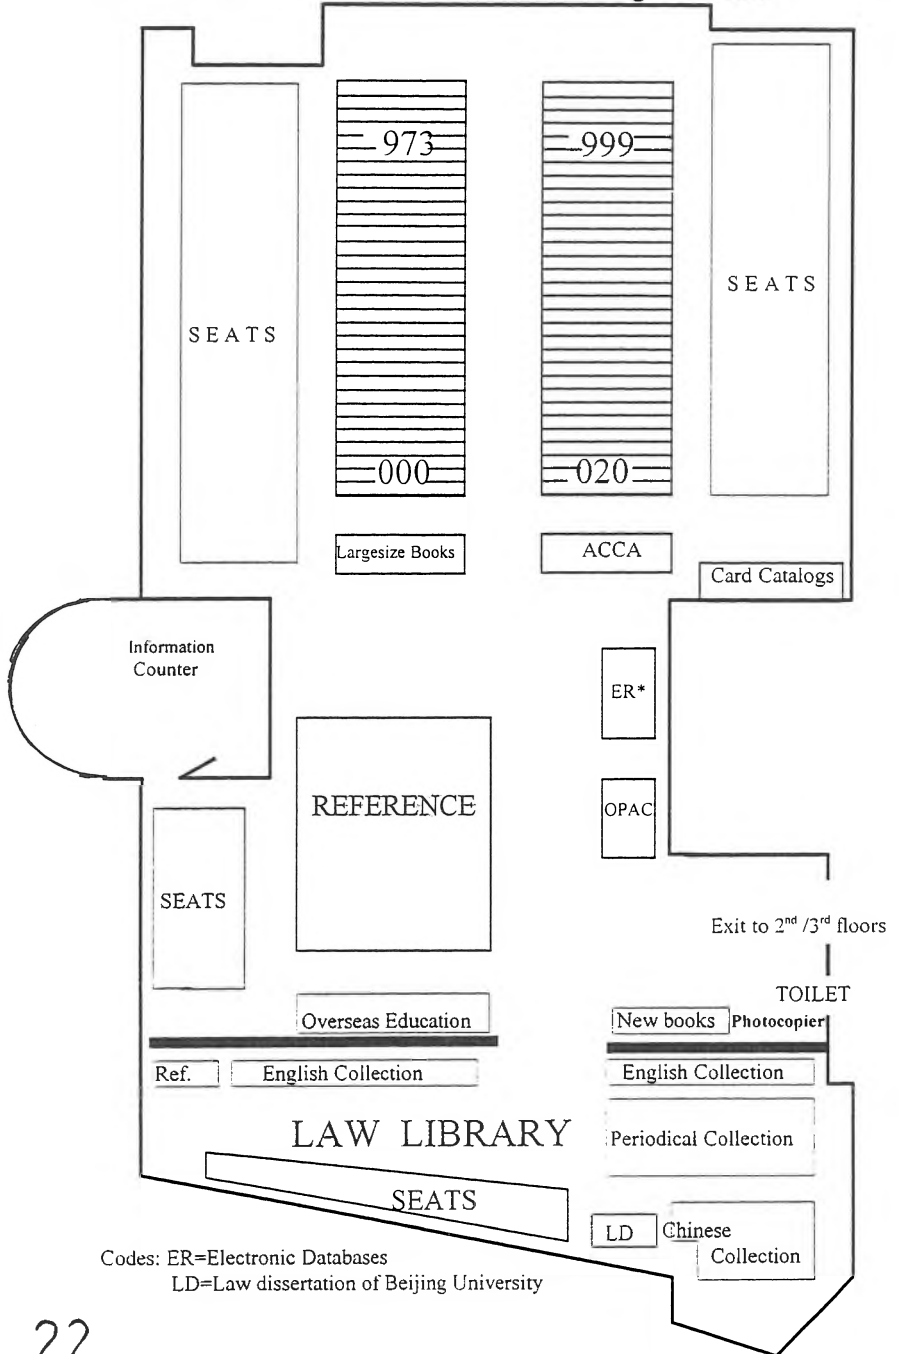 973
999
SEATS
SEATS
000
020
Largesize Books
ACCA
Card Catalogs
Information
Counter
ER*
REFERENCE
OPAC
SEATS
Exit to 2nd /3rd floors
TOILET
Overseas Education
New books
Photocopier
Ref.
English Collection
English Collection
LAW LIBRARY
Periodical Collection
SEATS
LD
Chinese
Collection
Codes: ER=Electronic Databases
LD=Law dissertation of Beijing University
22